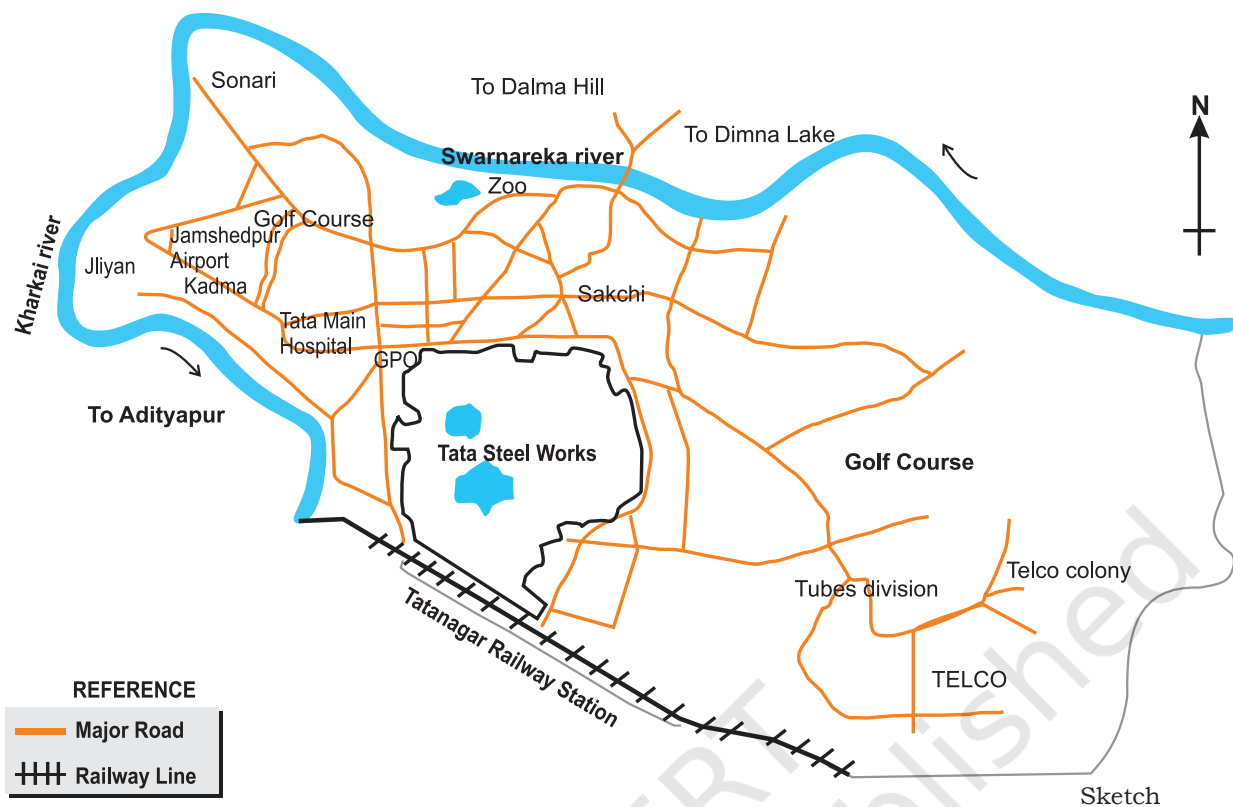 Sonari
To Dalma Hill
N
To Dimna Lake
Swarnareka river
Zoo
Golf Course
Jamshedpur
Airport
Kadma
Jliyan
Kharkai river
Sakchi
Tata Main
Hospital
GPO
To Adityapur
Tata Steel Works
Golf Course
Telco colony
Tubes division
TELCO
Tatanagar Railway Station
REFERENCE
Major Road
Railway Line
Sketch